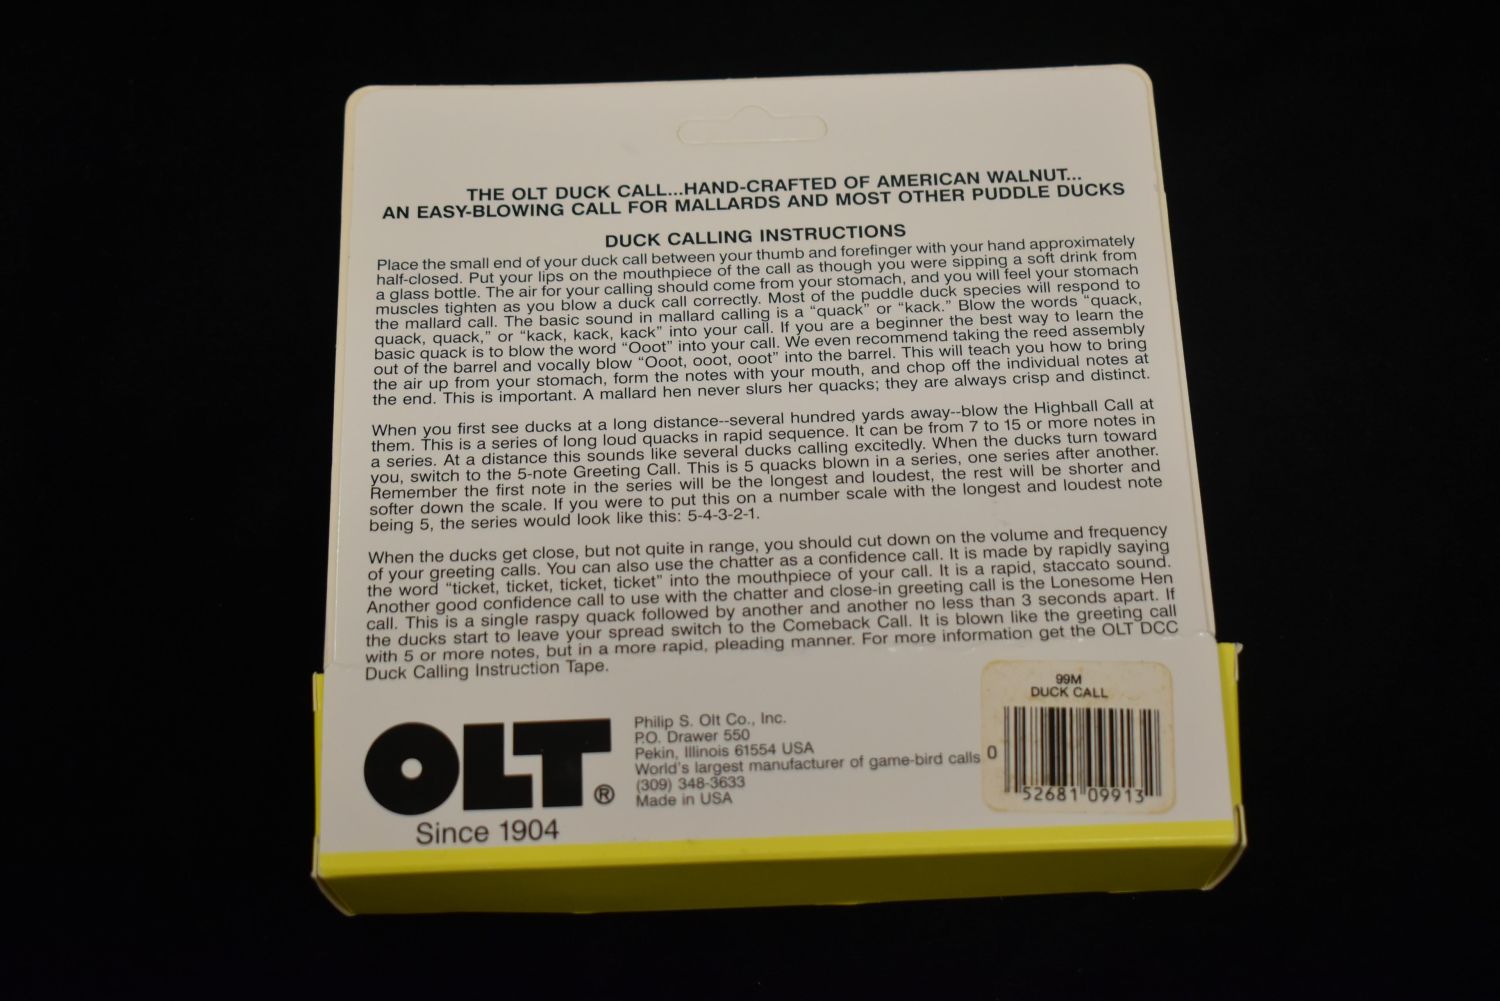 THE OLT DUCK CALL...HAND-CRAFTED OF AMERICAN WALNUT...
AN EASY-BLOWING CALL FOR MALLARDS AND MOST OTHER PUDDLE DUCKS
DUCK CALLING INSTRUCTIONS
Place the small end of your duck call between your thumb and forefinger with your hand approximately
half-closed. Put your lips on the mouthpiece of the call as though you were sipping a soft drink from
a glass bottle. The air for your calling should come from your stomach, and you will feel your stomach
muscles tighten as you blow a duck call correctly. Most of the puddle duck species will respond to
the mallard call. The basic sound in mallard calling is a “quack” or “kack.” Blow the words “quack,
quack, quack,” or “kack, kack, kack” into your call. If you are a beginner the best way to learn the
basic quack is to blow the word “Ooot” into your call. We even recommend taking the reed assembly
out of the barrel and vocally blow “Ooot, ooot, ooot” into the barrel. This will teach you how to bring
the air up from your stomach, form the notes with your mouth, and chop off the individual notes at
the end. This is important. A mallard hen never slurs her quacks; they are always crisp and distinct.
When you first see ducks at a long distance--several hundred yards away--blow the Highball Call at
them. This is a series of long loud quacks in rapid sequence. It can be from 7 to 15 or more notes in
a series. At a distance this sounds like several ducks calling excitedly. When the ducks turn toward
you, switch to the 5-note Greeting Call. This is 5 quacks blown in a series, one series after another.
Remember the first note in the series will be the longest and loudest, the rest will be shorter and
softer down the scale. If you were to put this on a number scale with the longest and loudest note
being 5, the series would look like this: 5-4-3-2-1.
When the ducks get close, but not quite in range, you should cut down on the volume and frequency
of your greeting calls. You can also use the chatter as a confidence call. It is made by rapidly saying
the word “ticket, ticket, ticket, ticket” into the mouthpiece of your call. It is a rapid, staccato sound.
Another good confidence call to use with the chatter and close-in greeting call is the Lonesome Hen
call. This is a single raspy quack followed by another and another no less than 3 seconds apart. If
the ducks start to leave your spread switch to the Comeback Call. It is blown like the greeting call
with 5 or more notes, but in a more rapid, pleading manner. For more information get the OLT DCC
Duck Calling Instruction Tape.
OLT®
Since 1904
Philip S. Olt Co., Inc.
P.O. Drawer 550
Pekin, Illinois 61554 USA
World's largest manufacturer of game-bird calls
(309) 348-3633
Made in USA
99M
DUCK CALL
0 52681 09913